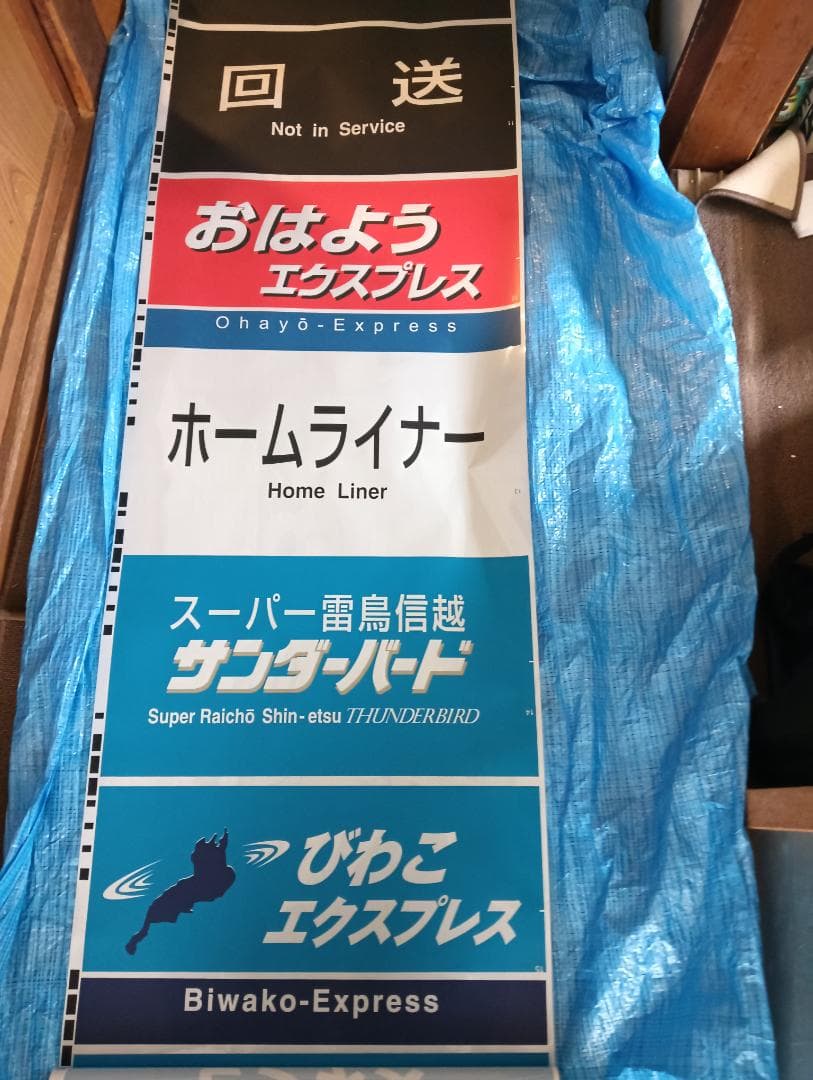 回送
Not in Service
おはよう
エクスプレス
Ohayō-Express
ホームライナー
Home Liner
スーパー雷鳥信越
サンダーバード
Super Raichō Shin-etsu THUNDERBIRD
びわこ
エクスプレス
Biwako-Express